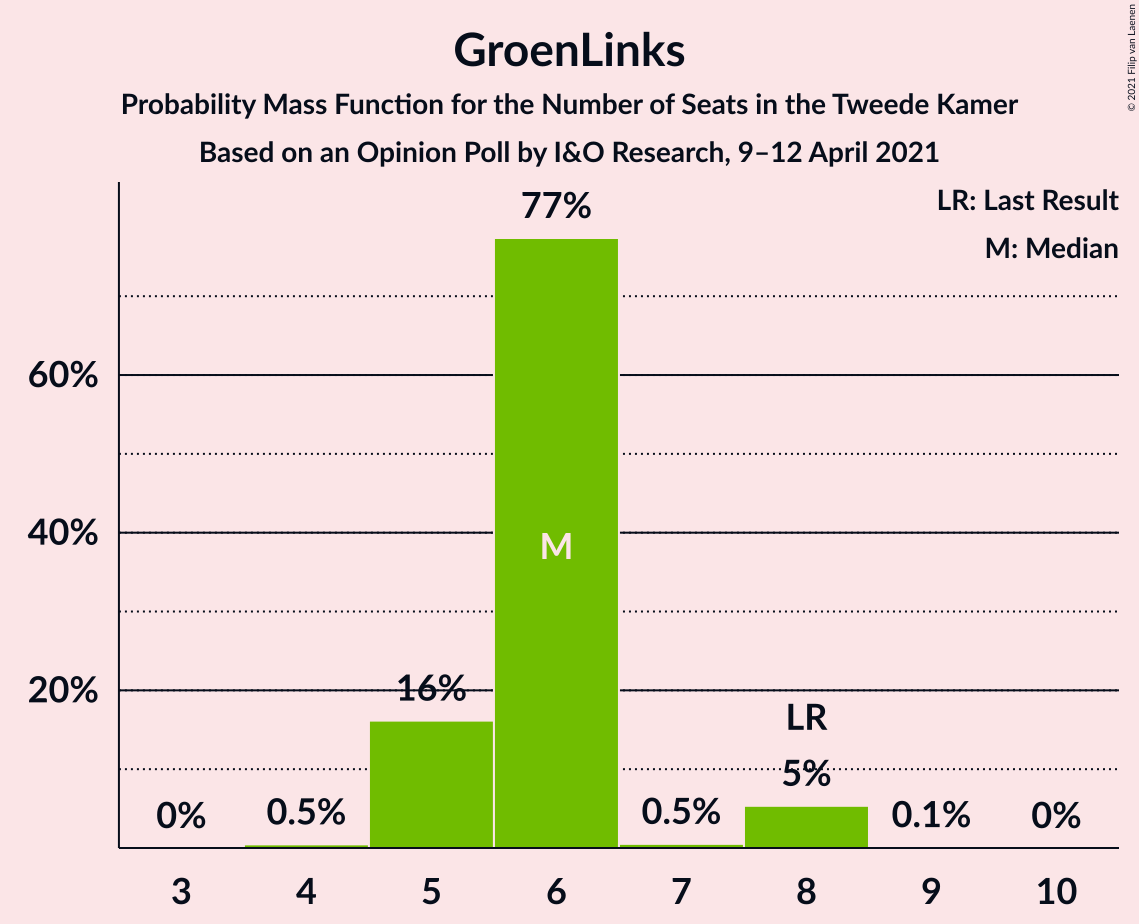 GroenLinks
Probability Mass Function for the Number of Seats in the Tweede Kamer
Based on an Opinion Poll by I&O Research, 9–12 April 2021
© 2021 Filip van Laenen
LR: Last Result
M: Median
77%
60%
40%
M
20%
16%
LR
5%
0%
0.5%
0.5%
0.1%
0%
3 4 5 6 7 8 9 10